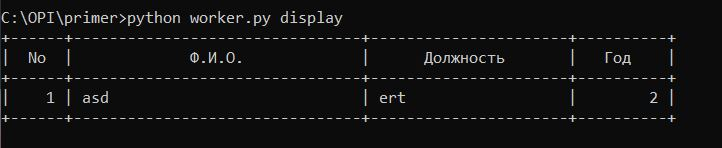 C:\OPI\primer>python worker.py display
+------+--------------------------------+----------------------+------------+
|  No  |             Ф.И.О.             |      Должность       |    Год     |
+------+--------------------------------+----------------------+------------+
|    1 | asd                            | ert                  |          2 |
+------+--------------------------------+----------------------+------------+